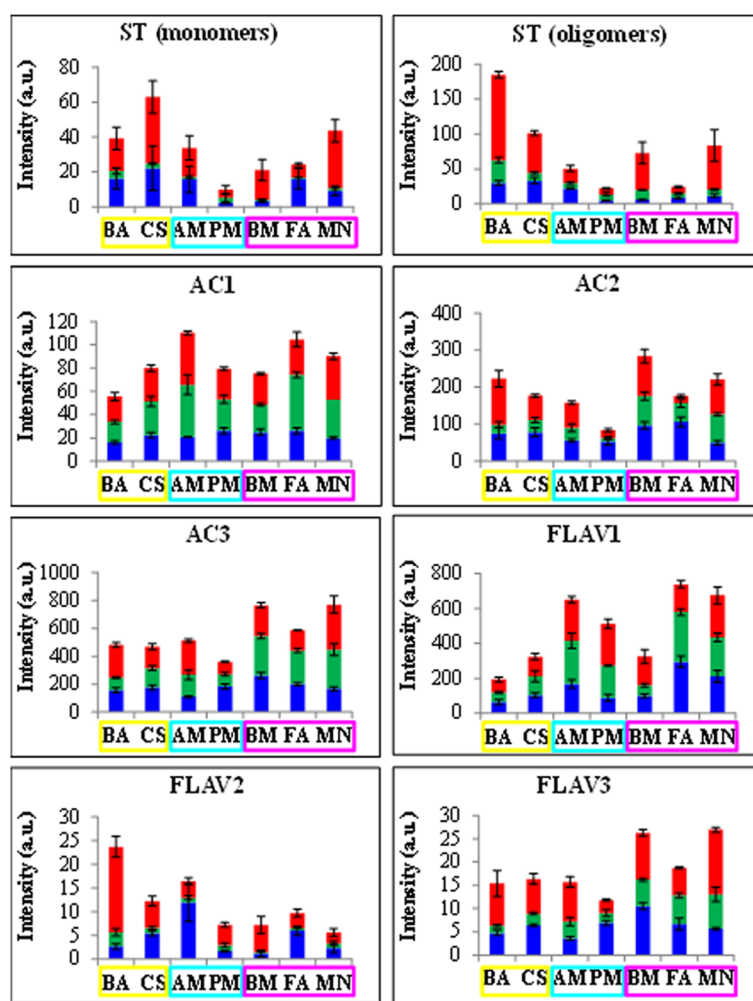 ST (monomers)
Intensity (a.u.)
80
60
40
20
0
BA CS AM PM BM FA MN
ST (oligomers)
Intensity (a.u.)
200
150
100
50
0
BA CS AM PM BM FA MN
AC1
Intensity (a.u.)
120
100
80
60
40
20
0
BA CS AM PM BM FA MN
AC2
Intensity (a.u.)
400
300
200
100
0
BA CS AM PM BM FA MN
AC3
Intensity (a.u.)
1000
800
600
400
200
0
BA CS AM PM BM FA MN
FLAV1
Intensity (a.u.)
800
600
400
200
0
BA CS AM PM BM FA MN
FLAV2
Intensity (a.u.)
30
25
20
15
10
5
0
BA CS AM PM BM FA MN
FLAV3
Intensity (a.u.)
30
25
20
15
10
5
0
BA CS AM PM BM FA MN